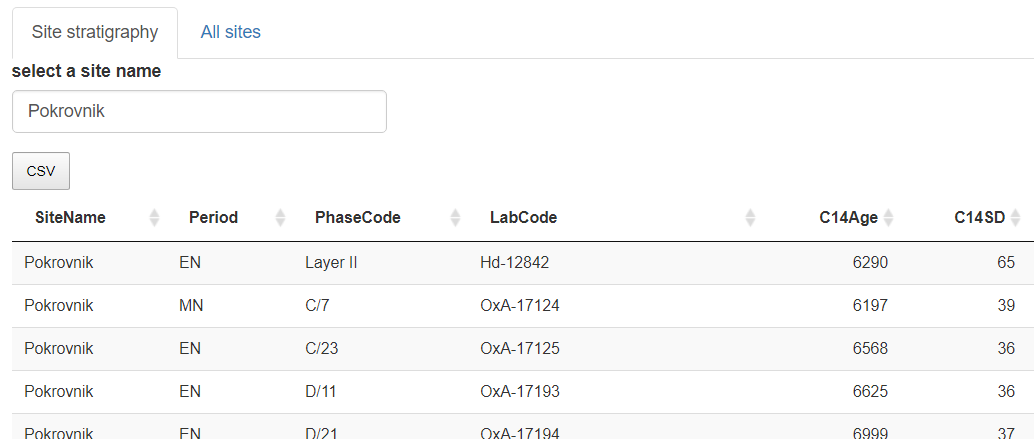 Site stratigraphy All sites
select a site name
Pokrovnik
CSV
SiteName Period PhaseCode LabCode C14Age C14SD
Pokrovnik EN Layer II Hd-12842 6290 65
Pokrovnik MN C/7 OxA-17124 6197 39
Pokrovnik EN C/23 OxA-17125 6568 36
Pokrovnik EN D/11 OxA-17193 6625 36
Pokrovnik EN D/21 OxA-17194 6999 37